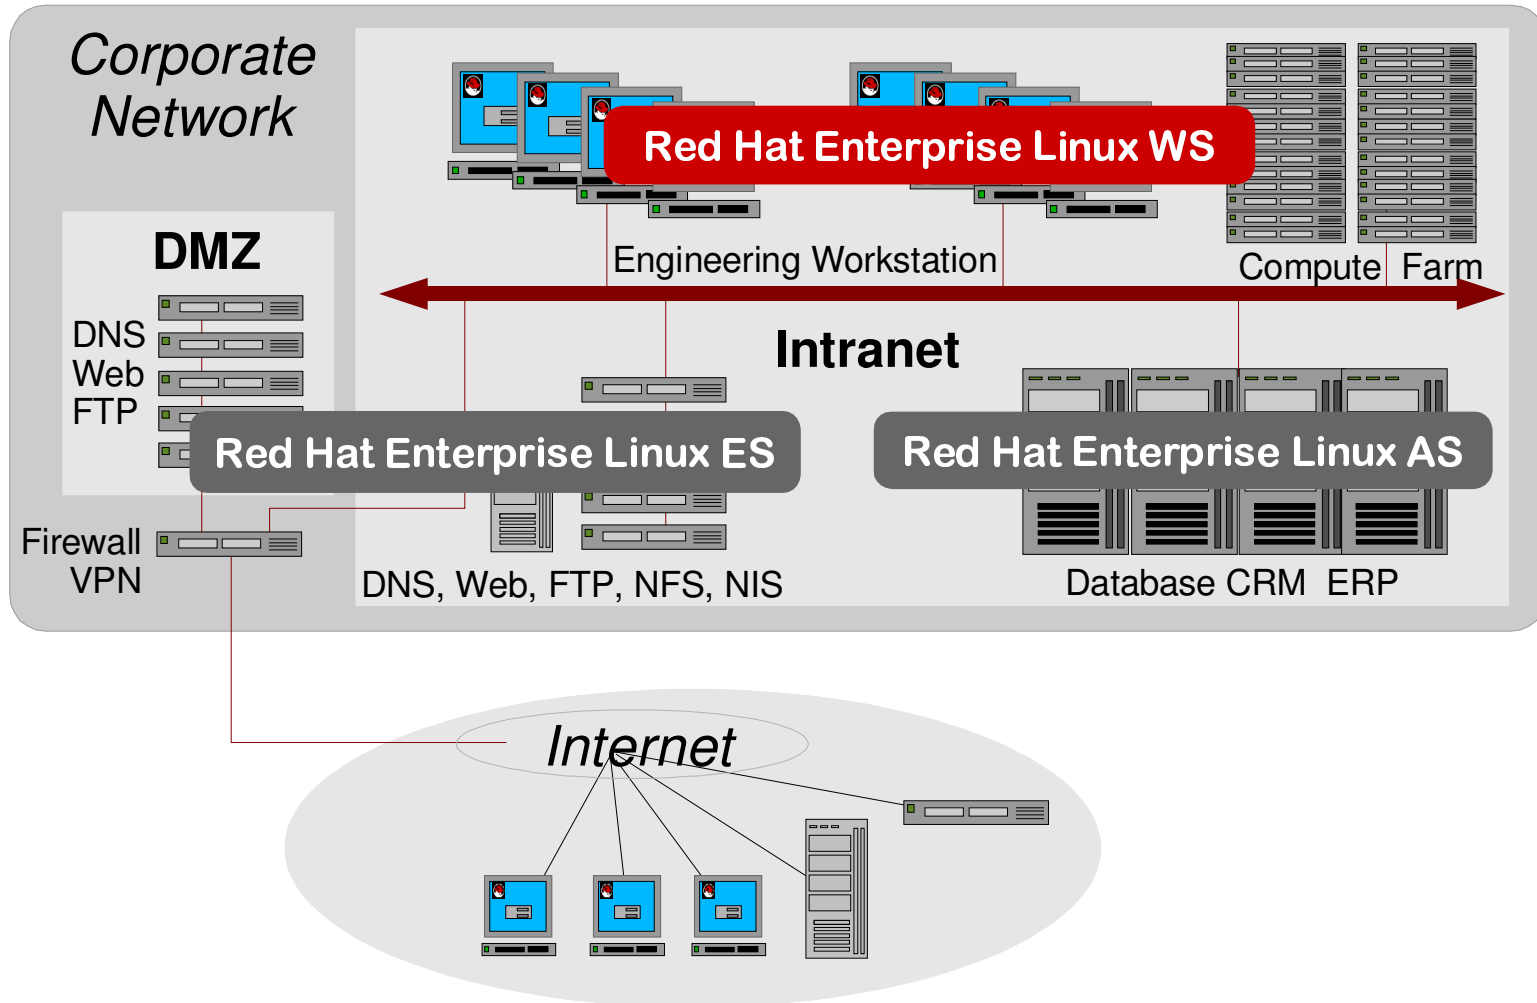 Corporate
Network
Red Hat Enterprise Linux WS
Engineering Workstation
Compute Farm
DMZ
DNS
Web
FTP
Intranet
Red Hat Enterprise Linux ES
Red Hat Enterprise Linux AS
Firewall
VPN
DNS, Web, FTP, NFS, NIS
Database CRM ERP
Internet